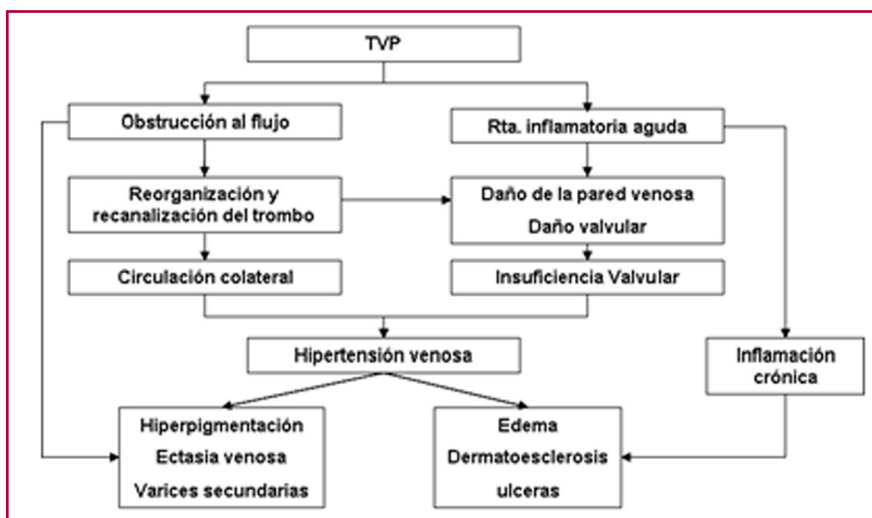 TVP
Obstrucción al flujo
Rta. inflamatoria aguda
Reorganización y
recanalización del trombo
Daño de la pared venosa
Daño valvular
Circulación colateral
Insuficiencia Valvular
Hipertensión venosa
Inflamación
crónica
Hiperpigmentación
Ectasia venosa
Varices secundarias
Edema
Dermatoesclerosis
ulceras